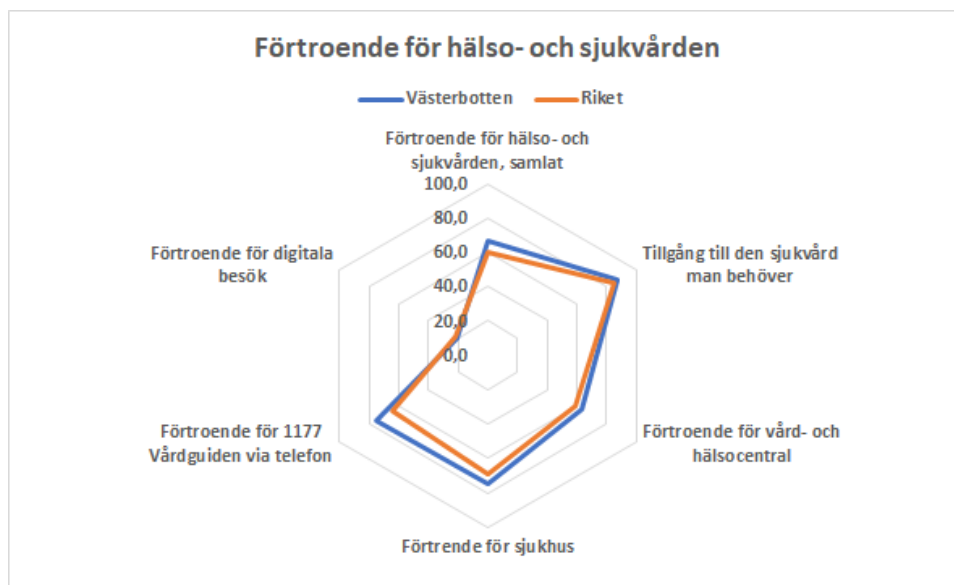 Förtroende för hälso- och sjukvården
Västerbotten
Riket
Förtroende för hälso- och
sjukvården, samlat
100,0
80,0
60,0
40,0
20,0
0,0
Tillgång till den sjukvård
man behöver
Förtroende för vård- och
hälsocentral
Förtrende för sjukhus
Förtroende för 1177
Vårdguiden via telefon
Förtroende för digitala
besök